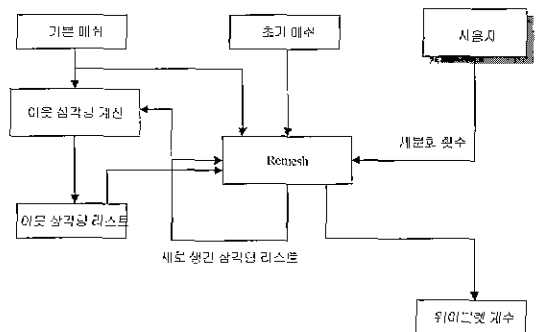 기본 메쉬
초기 메쉬
사용자
이웃 삼각형 계산
세분화 횟수
Remesh
이웃 삼각형 리스트
새로 생긴 삼각형 리스트
웨이브렛 계수